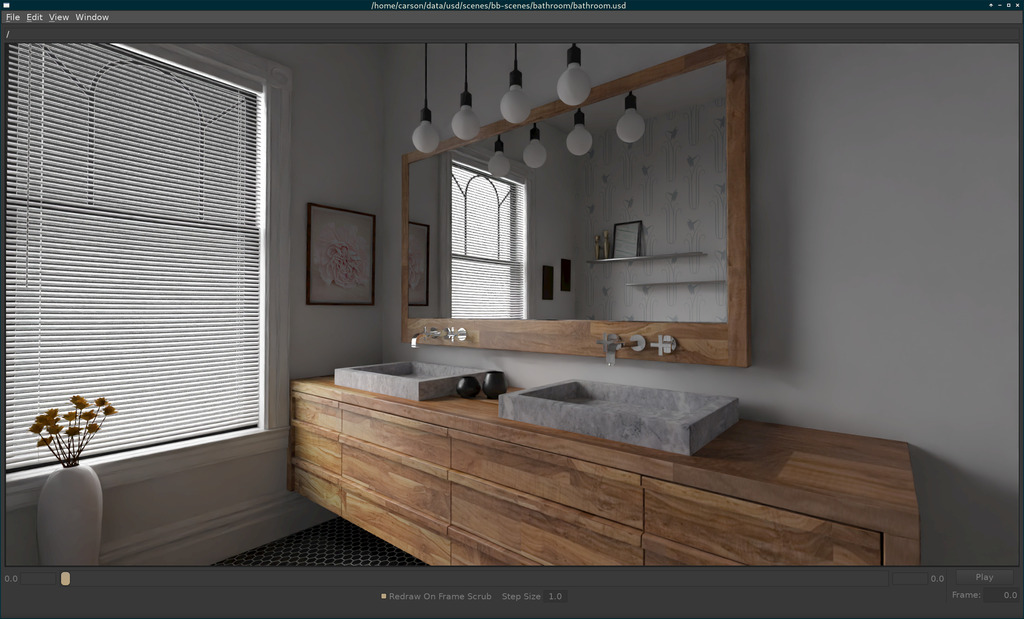 /home/carson/data/usd/scenes/bb-scenes/bathroom/bathroom.usd
File Edit View Window
/
0.0 0.0 Play
Redraw On Frame Scrub Step Size 1.0 Frame: 0.0